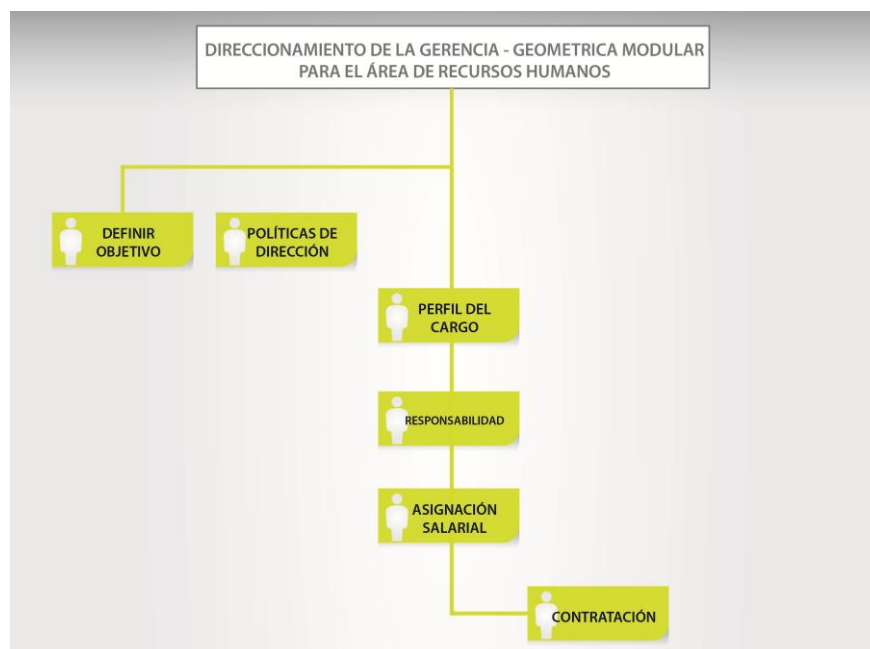 DIRECCIONAMIENTO DE LA GERENCIA - GEOMETRICA MODULAR
PARA EL ÁREA DE RECURSOS HUMANOS
DEFINIR
OBJETIVO
POLÍTICAS DE
DIRECCIÓN
PERFIL DEL
CARGO
RESPONSABILIDAD
ASIGNACIÓN
SALARIAL
CONTRATACIÓN